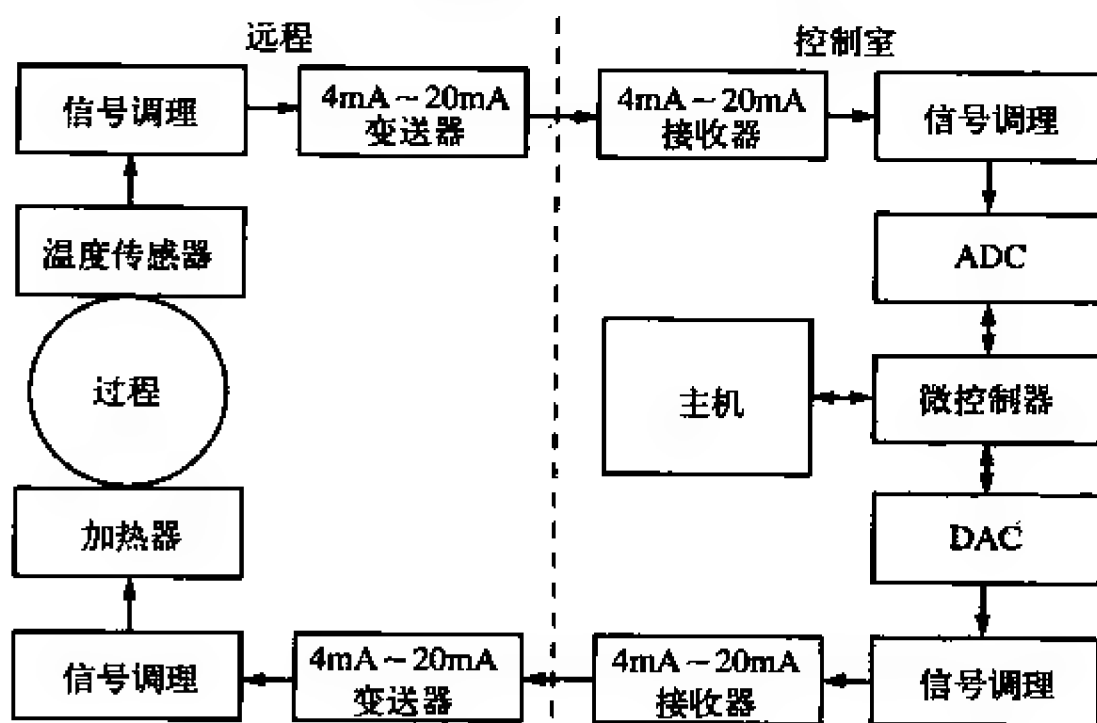 远程
控制室
信号调理
4mA~20mA
变送器
4mA~20mA
接收器
信号调理
温度传感器
ADC
过程
主机
微控制器
加热器
DAC
信号调理
4mA~20mA
变送器
4mA~20mA
接收器
信号调理